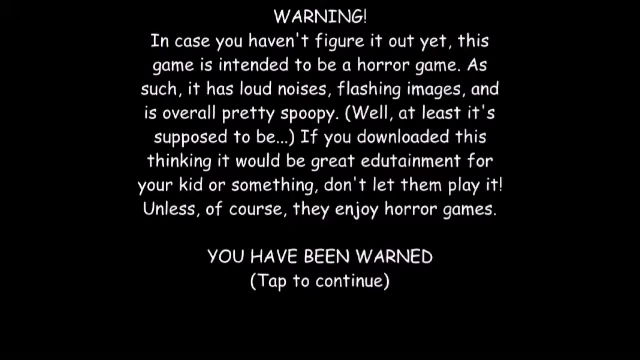 WARNING!
In case you haven't figure it out yet, this
game is intended to be a horror game. As
such, it has loud noises, flashing images, and
is overall pretty spoopy. (Well, at least it's
supposed to be...) If you downloaded this
thinking it would be great edutainment for
your kid or something, don't let them play it!
Unless, of course, they enjoy horror games.
YOU HAVE BEEN WARNED
(Tap to continue)